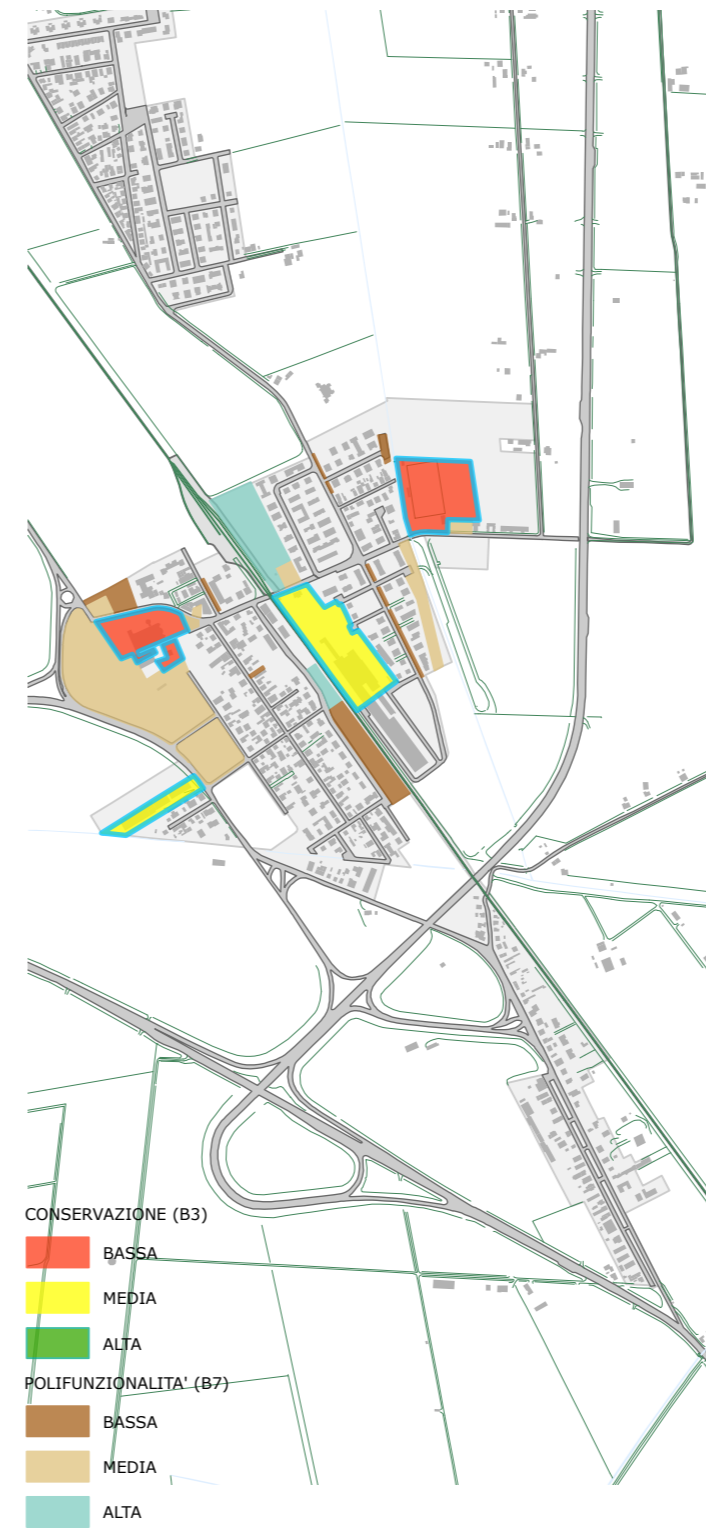 CONSERVAZIONE (B3)
BASSA
MEDIA
ALTA
POLIFUNZIONALITA' (B7)
BASSA
MEDIA
ALTA